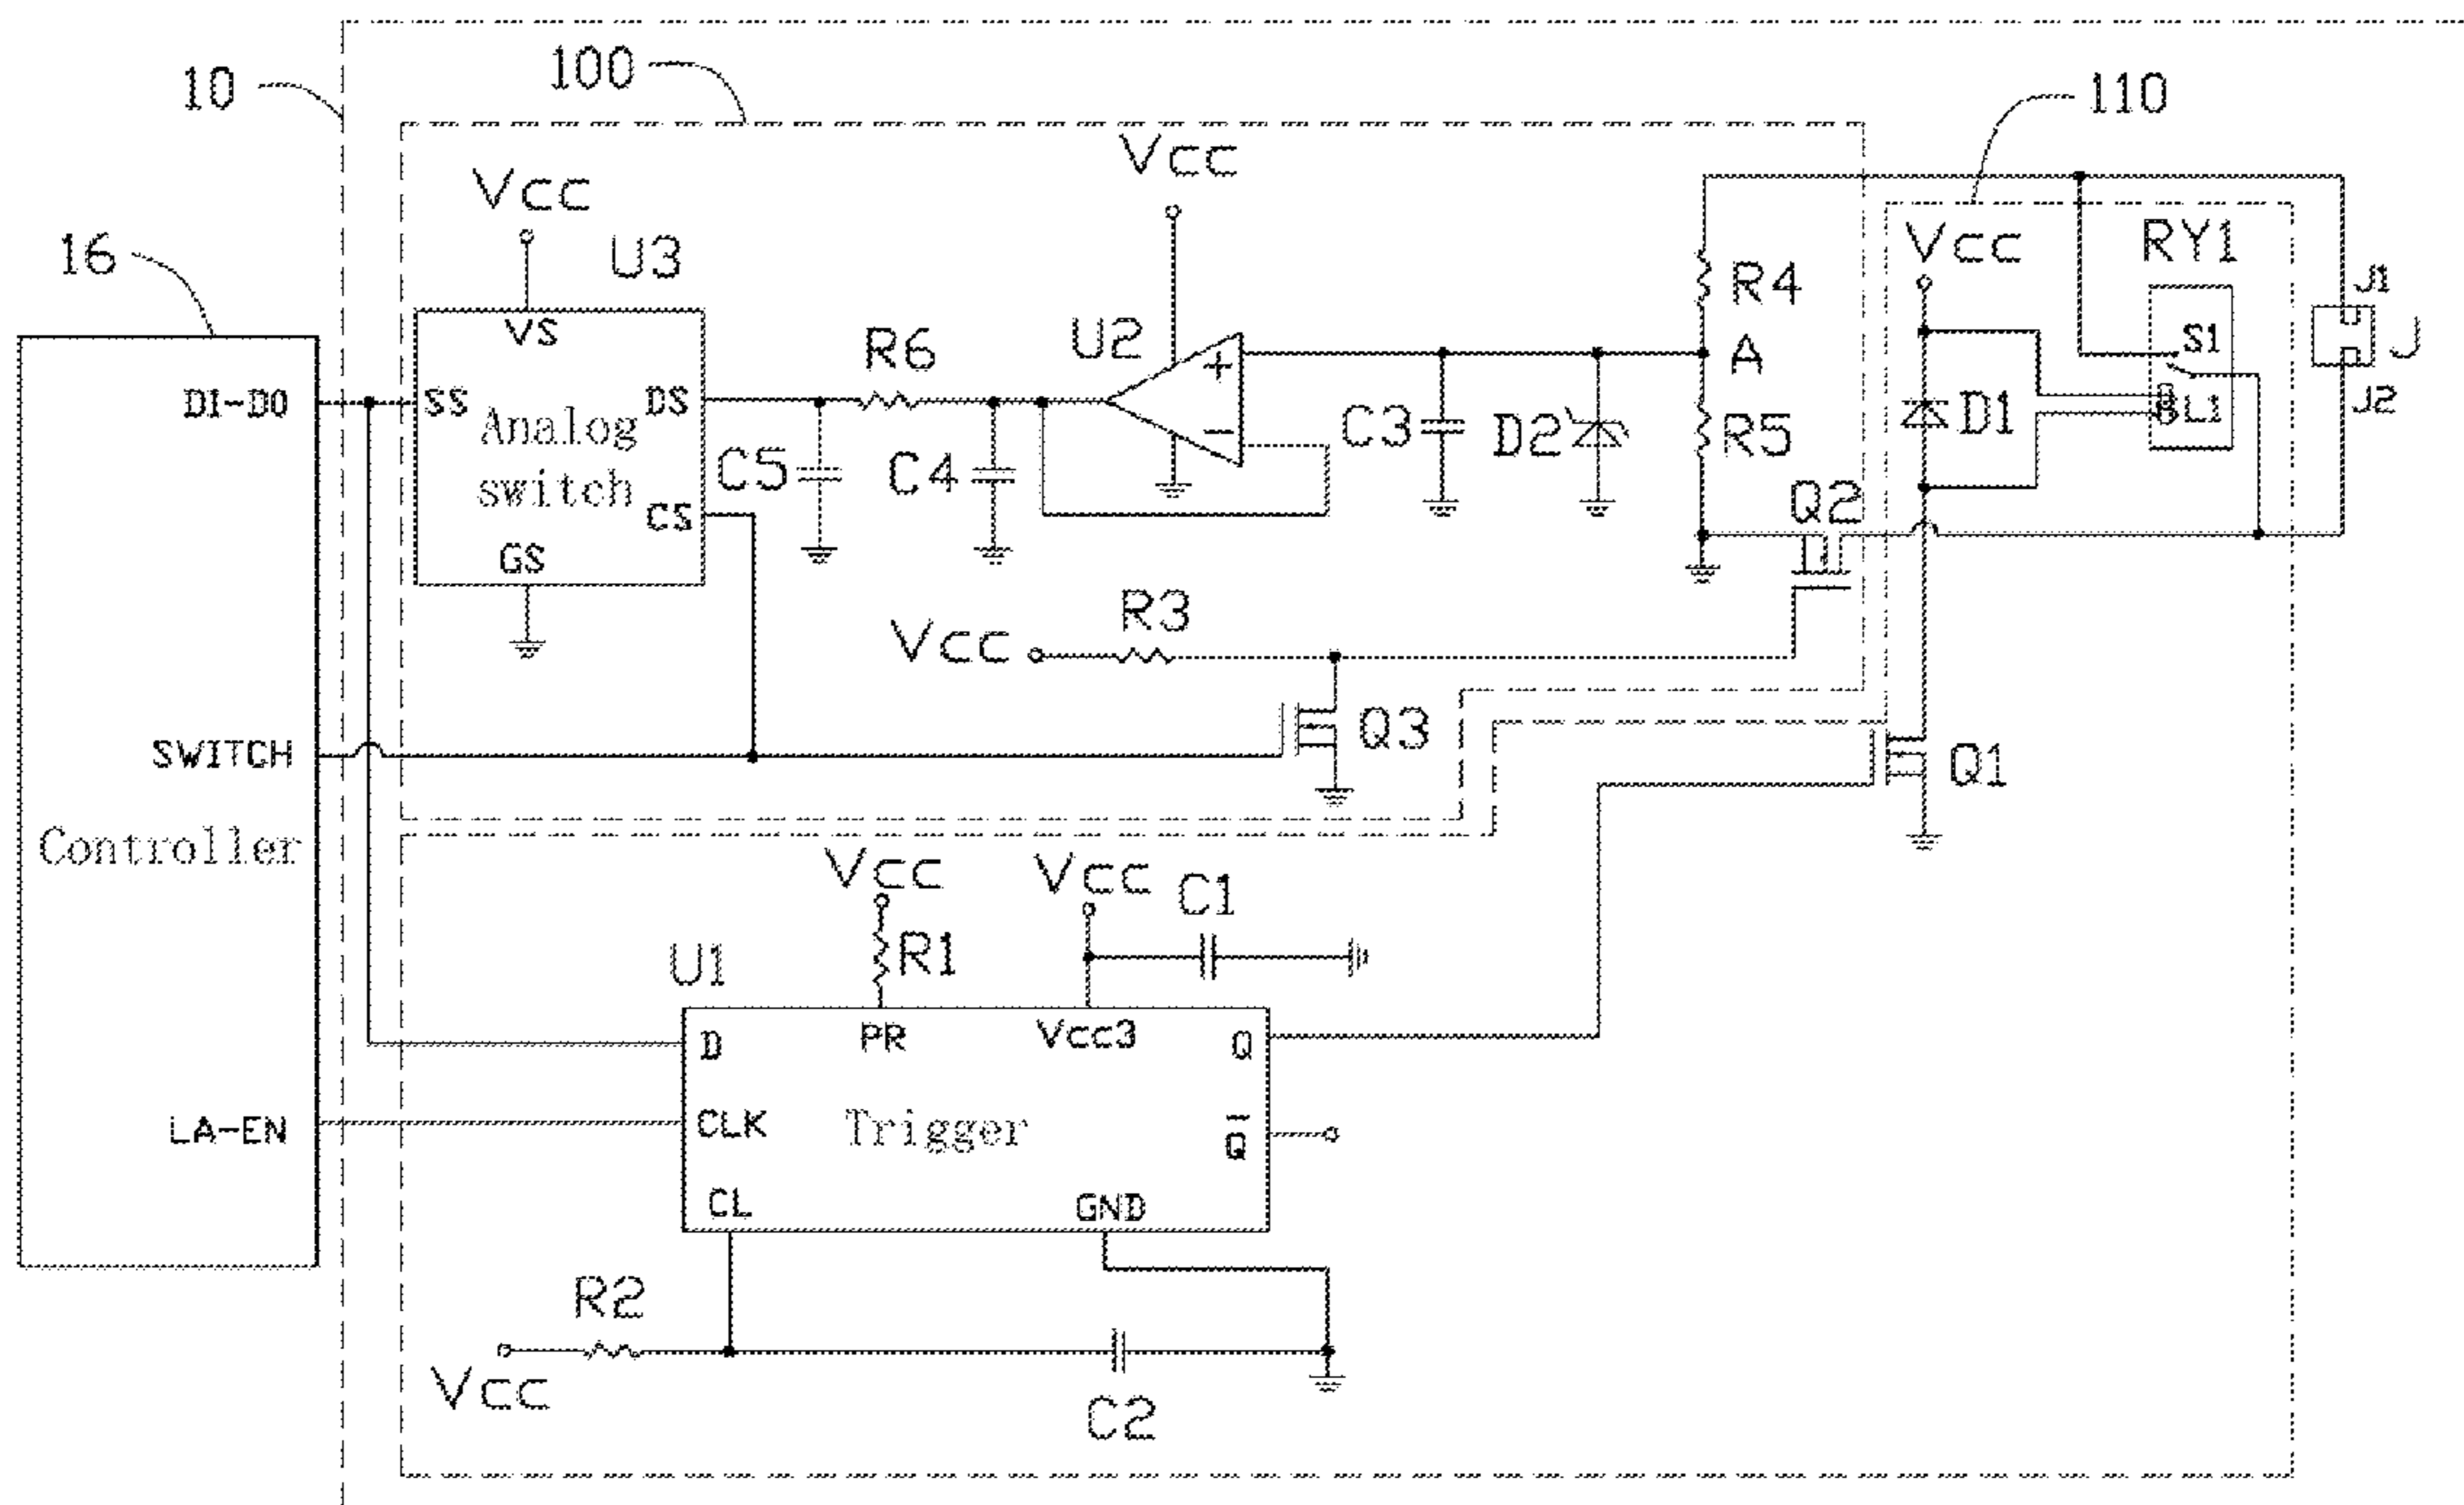 10
100
110
16
Vcc
Vcc
Vcc
U3
RY1
J1
J
J2
VS
SS
DS
Analog
switch
CS
GS
R6
U2
+
−
C5
C4
C3
D2
R4
A
R5
D1
S1
L1
Q2
DI-DO
SWITCH
Controller
LA-EN
Vcc
R3
Q3
Q1
Vcc
Vcc
C1
R1
U1
D
PR
Vcc3
Q
CLK
Trigger
Q̅
CL
GND
R2
Vcc
C2